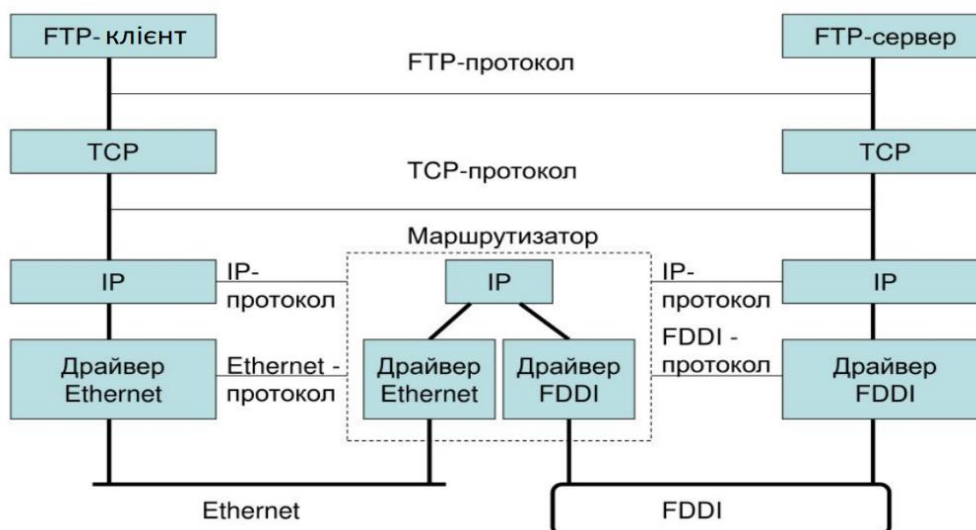 FTP-клієнт
FTP-сервер
FTP-протокол
TCP
TCP
TCP-протокол
Маршрутизатор
IP
IP-
протокол
IP
IP-
протокол
IP
Драйвер
Ethernet
Ethernet -
протокол
Драйвер
Ethernet
Драйвер
FDDI
FDDI -
протокол
Драйвер
FDDI
Ethernet
FDDI